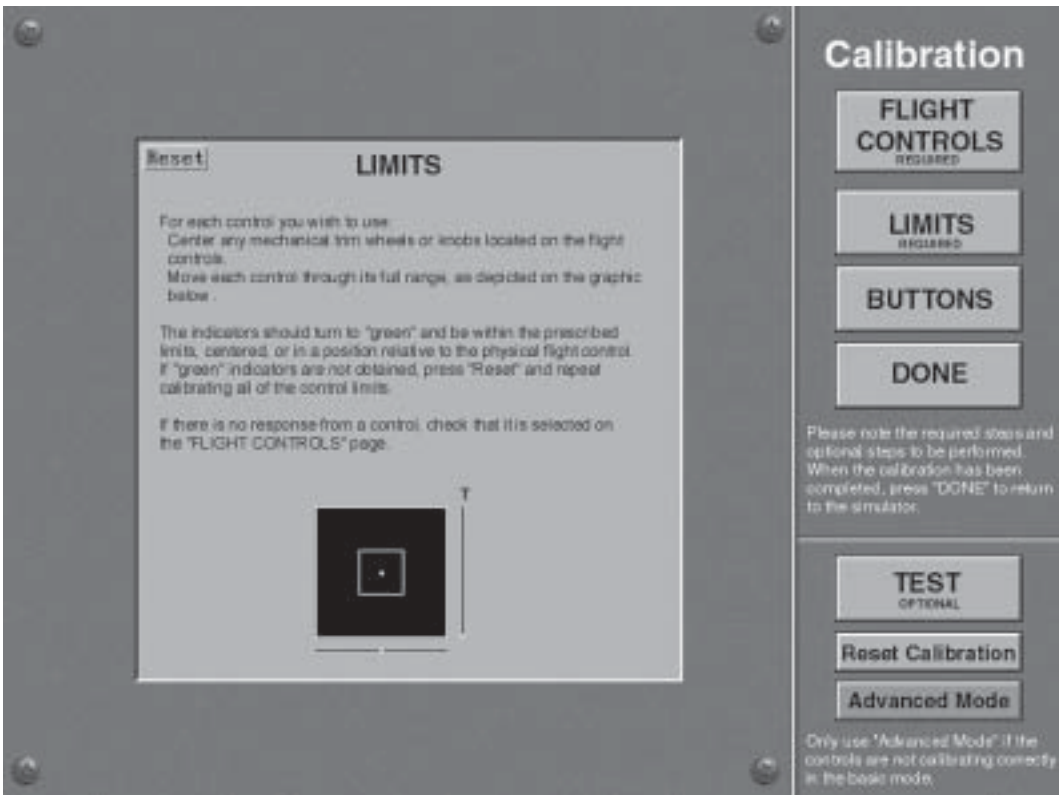 Reset
LIMITS
For each control you wish to use:
Center any mechanical trim wheels or knobs located on the flight
controls.
Move each control through its full range, as depicted on the graphic
below .
The indicators should turn to "green" and be within the prescribed
limits, centered, or in a position relative to the physical flight control.
If "green" indicators are not obtained, press "Reset" and repeat
calibrating all of the control limits.
If there is no response from a control, check that it is selected on
the "FLIGHT CONTROLS" page.
T
Calibration
FLIGHT
CONTROLS
REQUIRED
LIMITS
REQUIRED
BUTTONS
DONE
Please note the required steps and
optional steps to be performed.
When the calibration has been
completed, press "DONE" to return
to the simulator.
TEST
OPTIONAL
Reset Calibration
Advanced Mode
Only use "Advanced Mode" if the
controls are not calibrating correctly
in the basic mode.